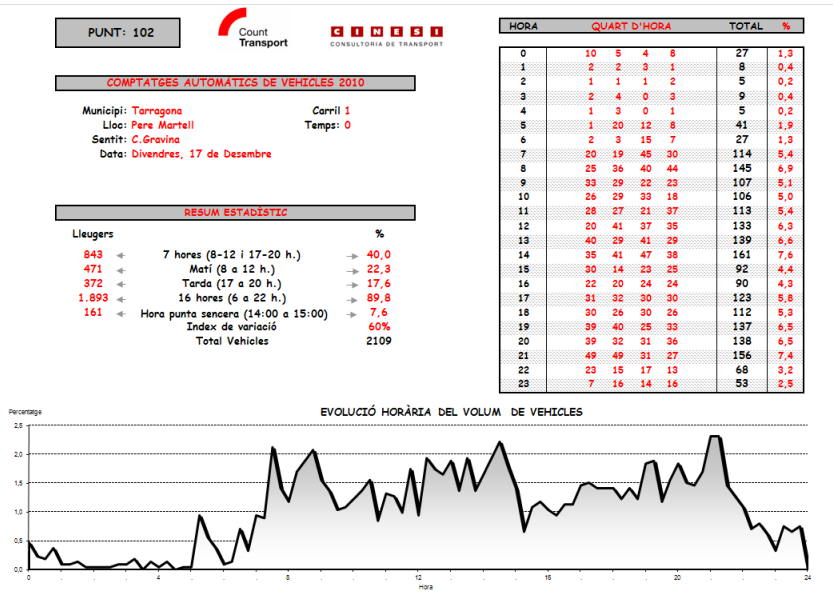 PUNT: 102
Count
Transport
CINESI
CONSULTORIA DE TRANSPORT
COMPTATGES AUTOMÀTICS DE VEHICLES 2010
Municipi: Tarragona Carril 1
Lloc: Pere Martell Temps: 0
Sentit: C.Gravina
Data: Divendres, 17 de Desembre
RESUM ESTADÍSTIC
Lleugers %
843 7 hores (8-12 i 17-20 h.) 40,0
471 Matí (8 a 12 h.) 22,3
372 Tarda (17 a 20 h.) 17,6
1.893 16 hores (6 a 22 h.) 89,8
161 Hora punta sencera (14:00 a 15:00) 7,6
Index de variació 60%
Total Vehicles 2109
HORA QUART D'HORA TOTAL %
0 10 5 4 8 27 1,3
1 2 2 3 1 8 0,4
2 1 1 1 2 5 0,2
3 2 4 0 3 9 0,4
4 1 3 0 1 5 0,2
5 1 20 12 8 41 1,9
6 2 3 15 7 27 1,3
7 20 19 45 30 114 5,4
8 25 36 40 44 145 6,9
9 33 29 22 23 107 5,1
10 26 29 33 18 106 5,0
11 28 27 21 37 113 5,4
12 20 41 37 35 133 6,3
13 40 29 41 29 139 6,6
14 35 41 47 38 161 7,6
15 30 14 23 25 92 4,4
16 22 20 24 24 90 4,3
17 31 32 30 30 123 5,8
18 30 26 30 26 112 5,3
19 39 40 25 33 137 6,5
20 39 32 31 36 138 6,5
21 49 49 31 27 156 7,4
22 23 15 17 13 68 3,2
23 7 16 14 16 53 2,5
EVOLUCIÓ HORÀRIA DEL VOLUM DE VEHICLES
Percentatge
2,5
2,0
1,5
1,0
0,5
0,0
0 4 8 12 16 20 24
Hora